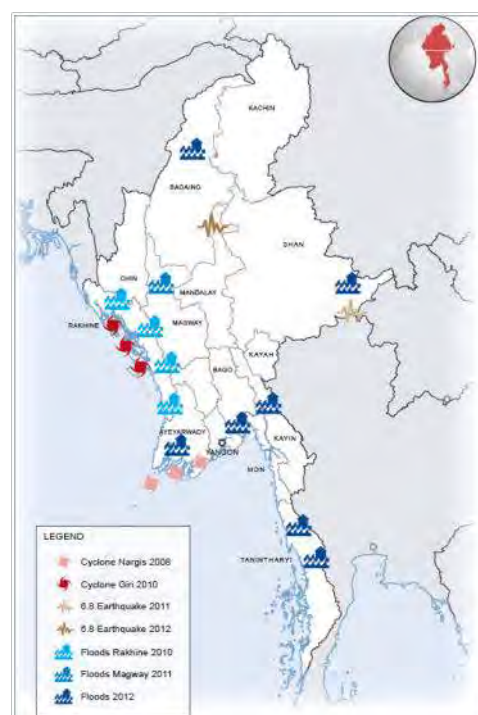 KACHIN
SAGAING
SHAN
CHIN
MANDALAY
RAKHINE
MAGWAY
KAYAH
BAGO
AYEYARWADY
YANGON
KAYIN
MON
TANINTHARYI
LEGEND
Cyclone Nargis 2008
Cyclone Giri 2010
6.8 Earthquake 2011
6.8 Earthquake 2012
Floods Rakhine 2010
Floods Magway 2011
Floods 2012